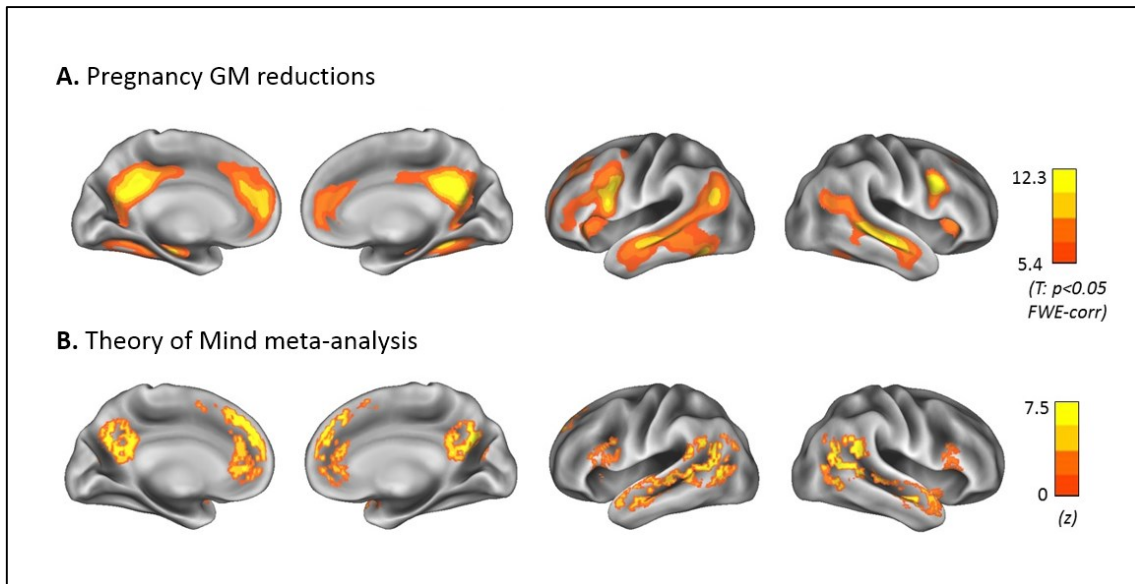 A. Pregnancy GM reductions
12.3
5.4
(T: p<0.05
FWE-corr)
B. Theory of Mind meta-analysis
7.5
0
(z)